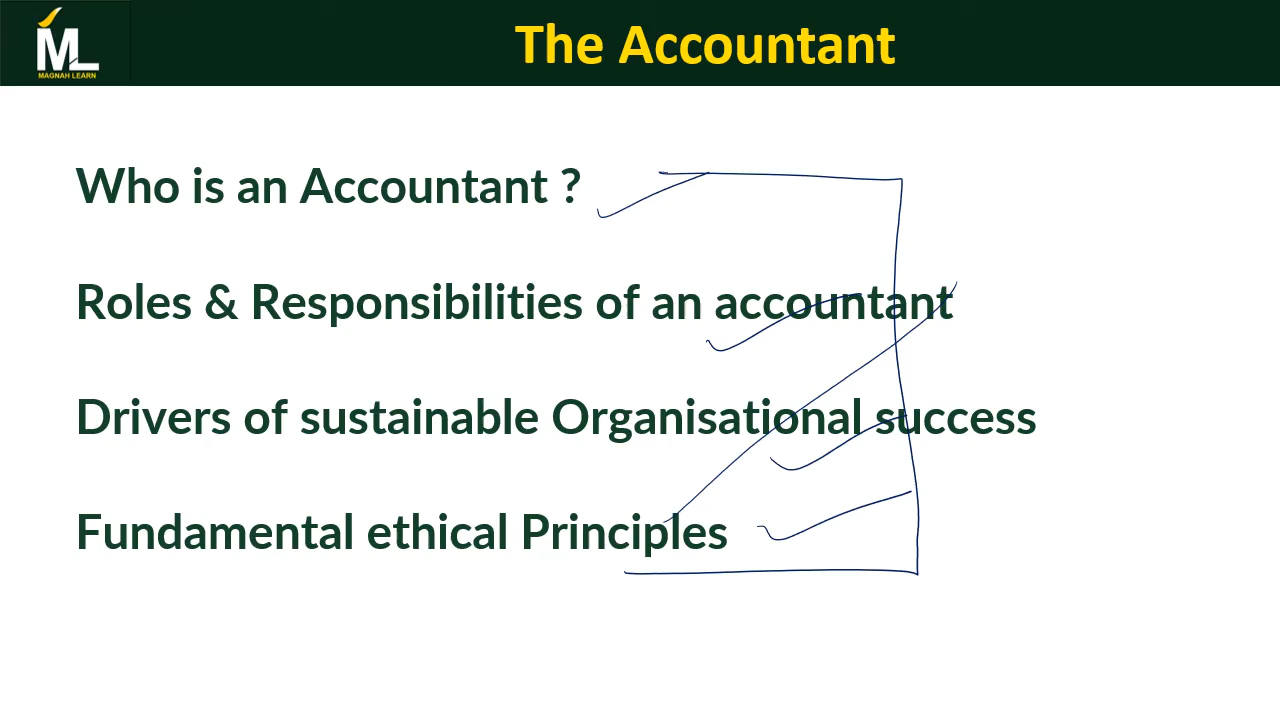 ML
MAGNAH LEARN
The Accountant
Who is an Accountant ?
Roles & Responsibilities of an accountant
Drivers of sustainable Organisational success
Fundamental ethical Principles